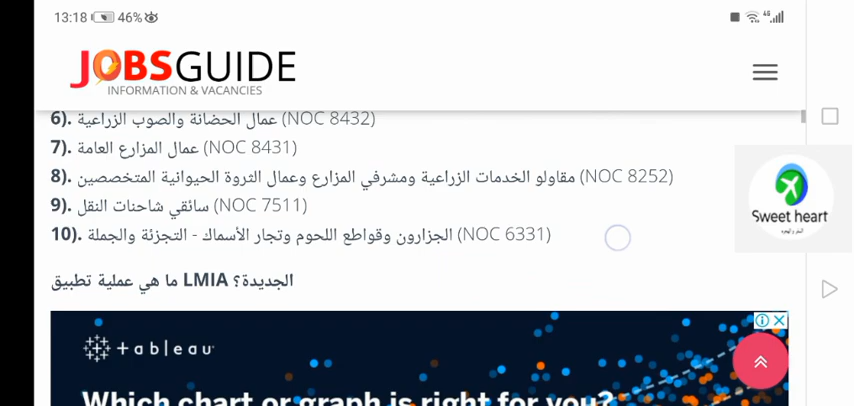 13:18 46% 4G
JOBSGUIDE
INFORMATION & VACCANCIES
6). عمال الحضانة والصوب الزراعية (NOC 8432)
7). عمال المزارع العامة (NOC 8431)
8). مقاولو الخدمات الزراعية ومشرفي المزارع وعمال الثروة الحيوانية المتخصصين (NOC 8252)
9). سائقي شاحنات النقل (NOC 7511)
10). الجزارون وقواطع اللحوم وتجار الأسماك - التجزئة والجملة (NOC 6331)
ما هي عملية تطبيق LMIA الجديدة؟
Sweet heart
+ a b l e a u
Which chart or graph is right for you?